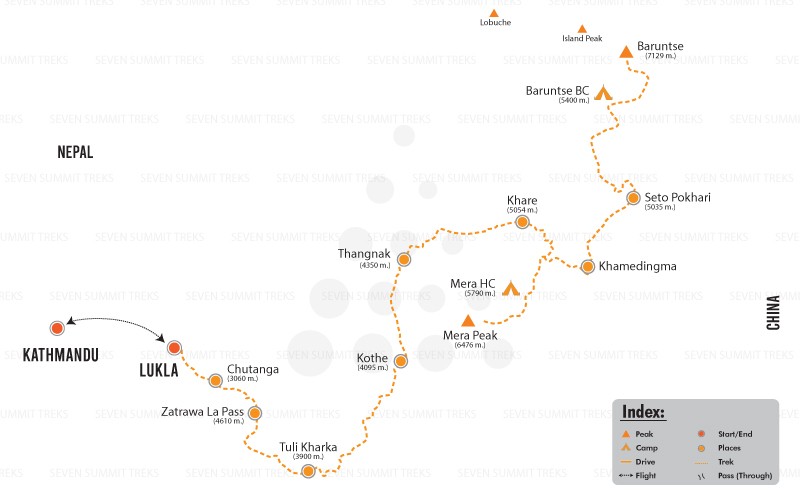 Lobuche
Island Peak
Baruntse
(7129 m.)
Baruntse BC
(5400 m.)
NEPAL
Seto Pokhari
(5035 m.)
Khare
(5054 m.)
Thangnak
(4350 m.)
Khamedingma
Mera HC
(5790 m.)
CHINA
Mera Peak
(6476 m.)
KATHMANDU
LUKLA
Kothe
(4095 m.)
Chutanga
(3060 m.)
Zatrawa La Pass
(4610 m.)
Tuli Kharka
(3900 m.)
Index:
Peak
Start/End
Camp
Places
Drive
Trek
Flight
Pass (Through)
SEVEN SUMMIT TREKS